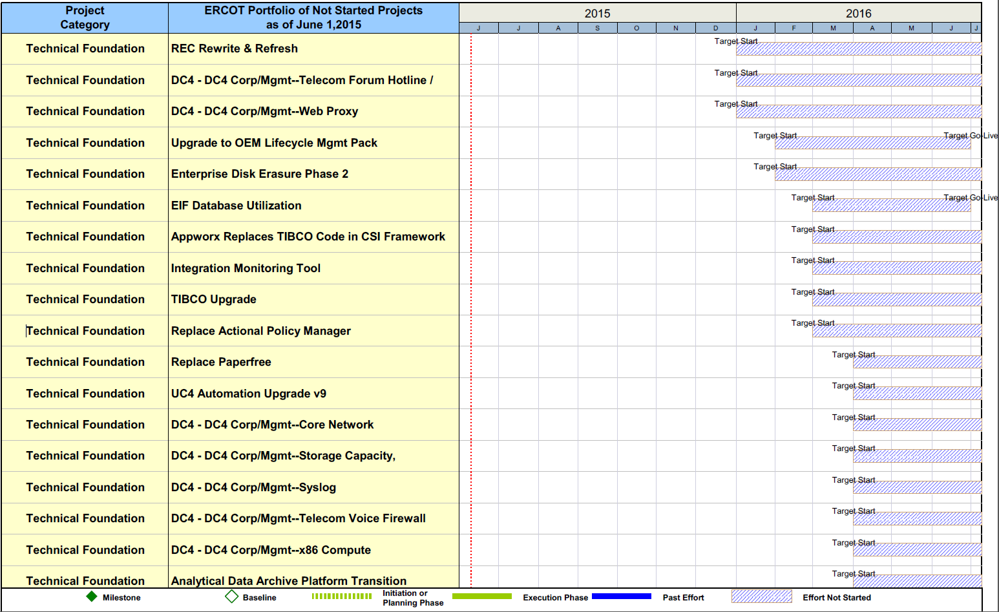 Project Category
ERCOT Portfolio of Not Started Projects as of June 1,2015
2015
2016
J J A S O N D J F M A M J J
Technical Foundation REC Rewrite & Refresh Target Start
Technical Foundation DC4 - DC4 Corp/Mgmt--Telecom Forum Hotline / Target Start
Technical Foundation DC4 - DC4 Corp/Mgmt--Web Proxy Target Start
Technical Foundation Upgrade to OEM Lifecycle Mgmt Pack Target Start Target Go-Live
Technical Foundation Enterprise Disk Erasure Phase 2 Target Start
Technical Foundation EIF Database Utilization Target Start Target Go-Live
Technical Foundation Appworx Replaces TIBCO Code in CSI Framework Target Start
Technical Foundation Integration Monitoring Tool Target Start
Technical Foundation TIBCO Upgrade Target Start
Technical Foundation Replace Actional Policy Manager Target Start
Technical Foundation Replace Paperfree Target Start
Technical Foundation UC4 Automation Upgrade v9 Target Start
Technical Foundation DC4 - DC4 Corp/Mgmt--Core Network Target Start
Technical Foundation DC4 - DC4 Corp/Mgmt--Storage Capacity, Target Start
Technical Foundation DC4 - DC4 Corp/Mgmt--Syslog Target Start
Technical Foundation DC4 - DC4 Corp/Mgmt--Telecom Voice Firewall Target Start
Technical Foundation DC4 - DC4 Corp/Mgmt--x86 Compute Target Start
Technical Foundation Analytical Data Archive Platform Transition Target Start
Milestone Baseline Initiation or Planning Phase Execution Phase Past Effort Effort Not Started